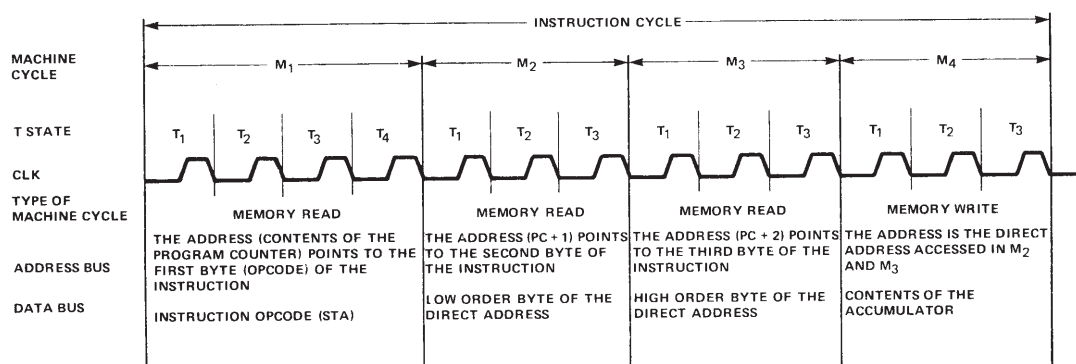 INSTRUCTION CYCLE
MACHINE
CYCLE
M1 M2 M3 M4
T STATE T1 T2 T3 T4 T1 T2 T3 T1 T2 T3 T1 T2 T3
CLK
TYPE OF
MACHINE CYCLE
MEMORY READ MEMORY READ MEMORY READ MEMORY WRITE
ADDRESS BUS
THE ADDRESS (CONTENTS OF THE
PROGRAM COUNTER) POINTS TO THE
FIRST BYTE (OPCODE) OF THE
INSTRUCTION
THE ADDRESS (PC + 1) POINTS
TO THE SECOND BYTE OF
THE INSTRUCTION
THE ADDRESS (PC + 2) POINTS
TO THE THIRD BYTE OF THE
INSTRUCTION
THE ADDRESS IS THE DIRECT
ADDRESS ACCESSED IN M2
AND M3
DATA BUS
INSTRUCTION OPCODE (STA)
LOW ORDER BYTE OF THE
DIRECT ADDRESS
HIGH ORDER BYTE OF THE
DIRECT ADDRESS
CONTENTS OF THE
ACCUMULATOR